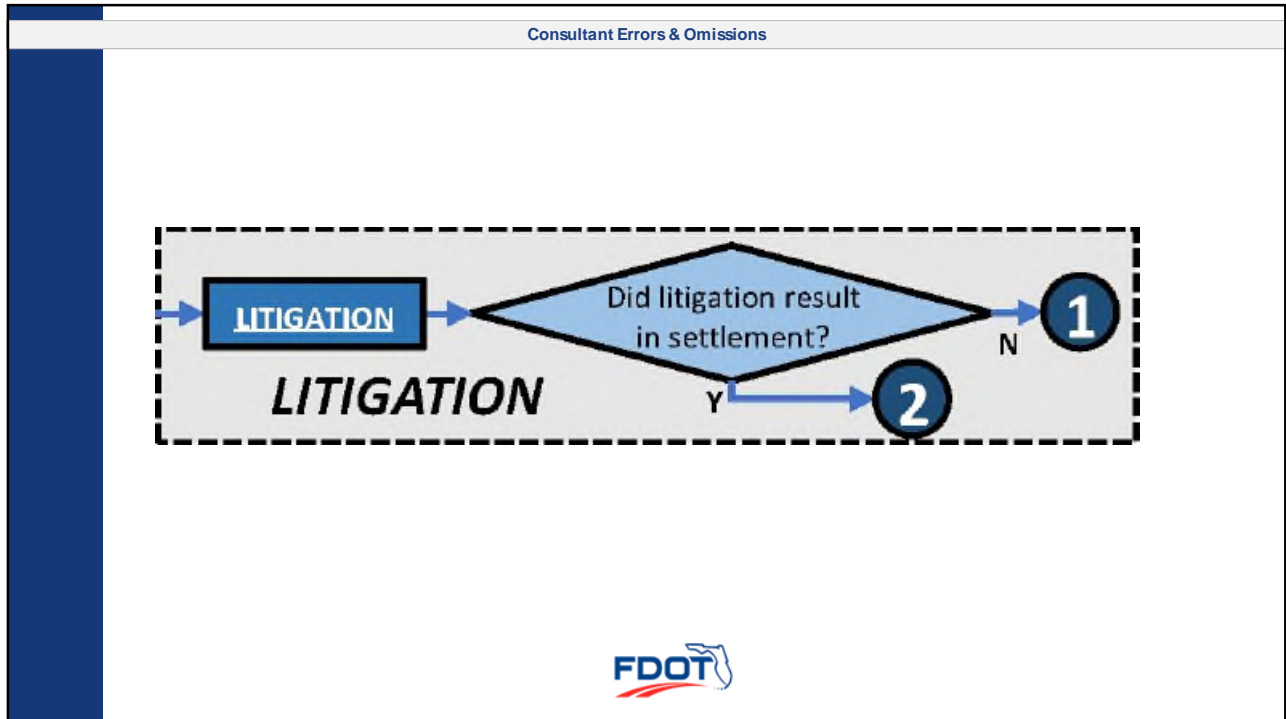 Consultant Errors & Omissions
LITIGATION
Did litigation result
in settlement?
N
1
LITIGATION
Y
2
FDOT